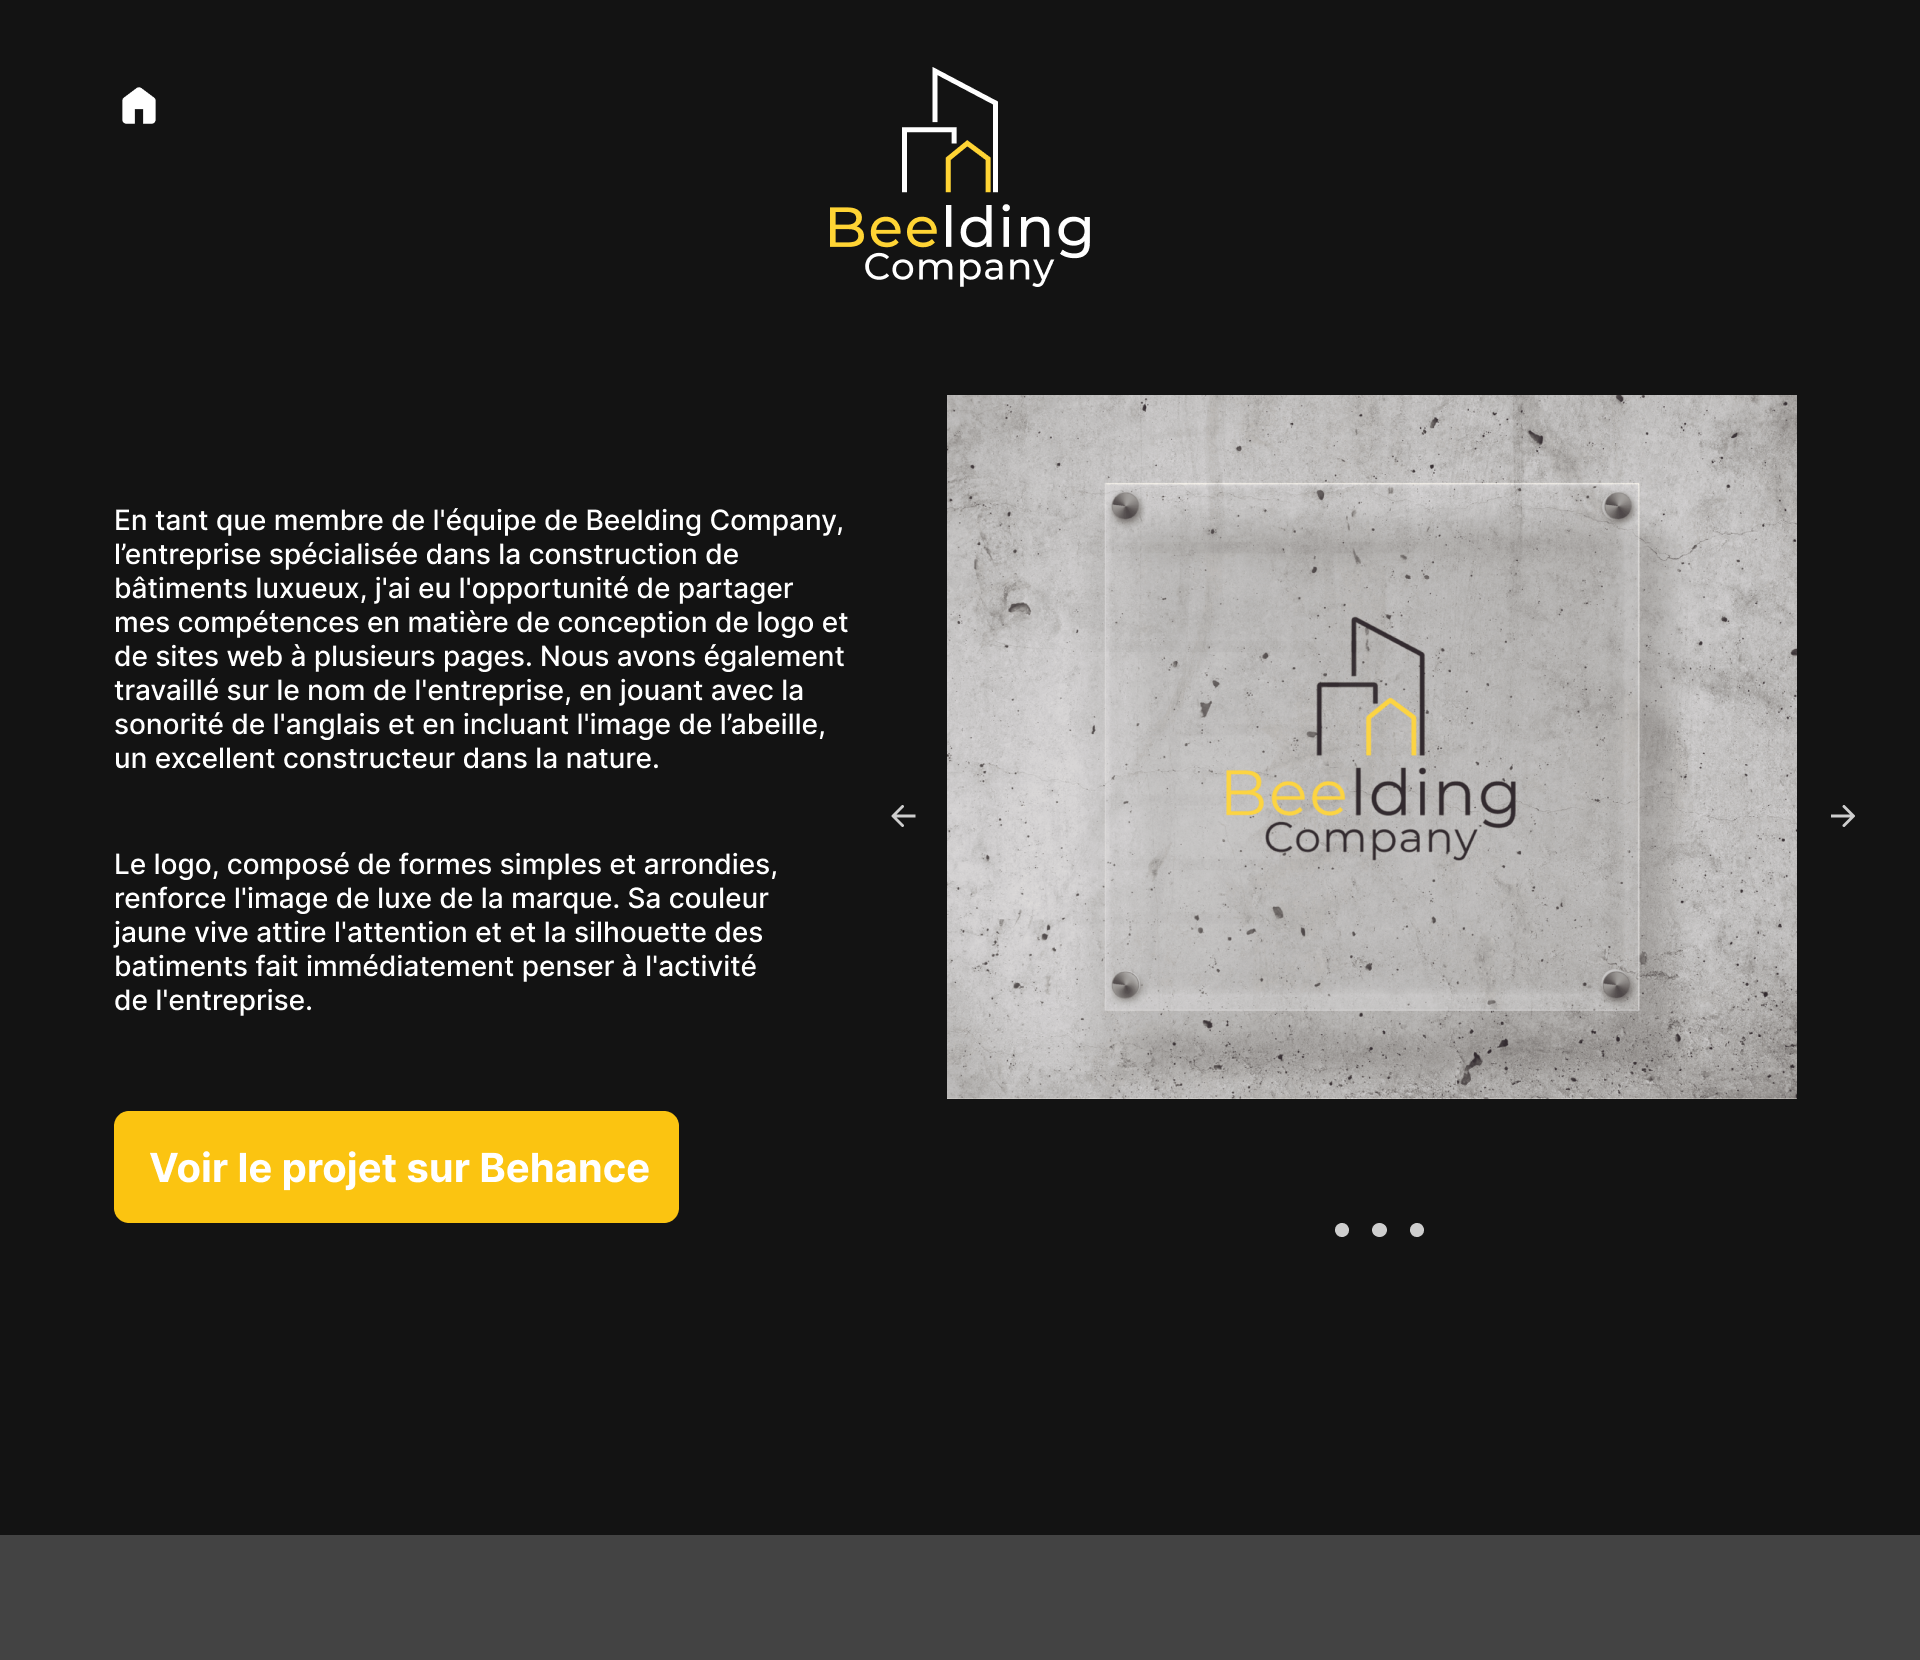 Beelding
Company
En tant que membre de l'équipe de Beelding Company,
l’entreprise spécialisée dans la construction de
bâtiments luxueux, j'ai eu l'opportunité de partager
mes compétences en matière de conception de logo et
de sites web à plusieurs pages. Nous avons également
travaillé sur le nom de l'entreprise, en jouant avec la
sonorité de l'anglais et en incluant l'image de l’abeille,
un excellent constructeur dans la nature.
Le logo, composé de formes simples et arrondies,
renforce l'image de luxe de la marque. Sa couleur
jaune vive attire l'attention et et la silhouette des
batiments fait immédiatement penser à l'activité
de l'entreprise.
Voir le projet sur Behance
Beelding
Company